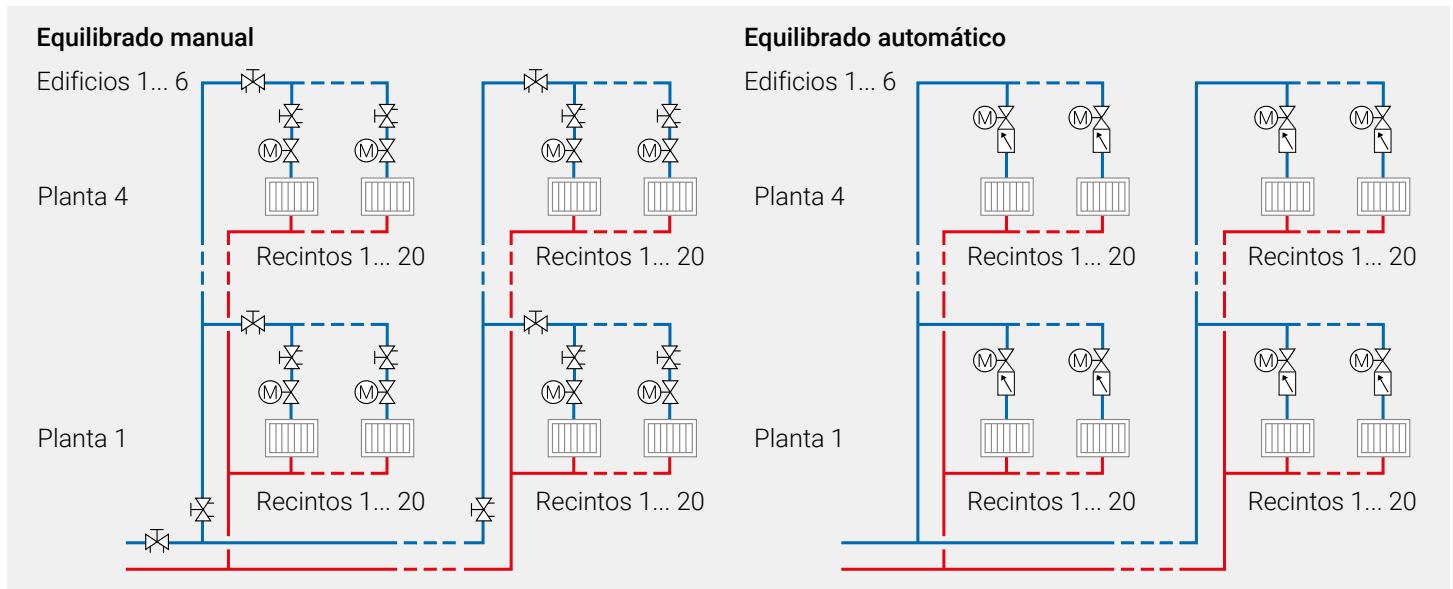 Equilibrado manual
Edificios 1... 6
M
M
M
M
Planta 4
Recintos 1... 20
Recintos 1... 20
M
M
M
M
Planta 1
Recintos 1... 20
Recintos 1... 20
Equilibrado automático
Edificios 1... 6
M
M
M
M
Planta 4
Recintos 1... 20
Recintos 1... 20
M
M
M
M
Planta 1
Recintos 1... 20
Recintos 1... 20